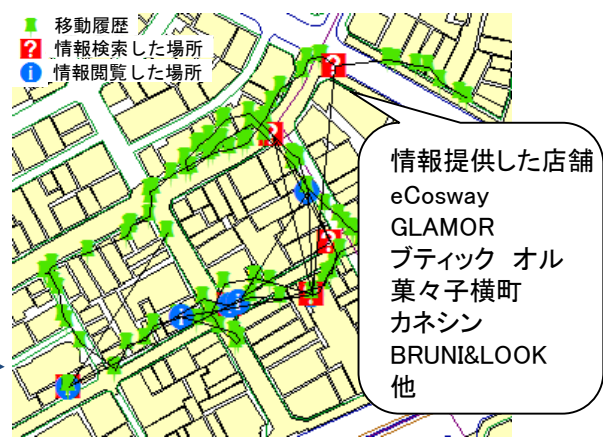 移動履歴
情報検索した場所
情報閲覧した場所
情報提供した店舗
eCosway
GLAMOR
ブティック オル
菓々子横町
カネシン
BRUNI&LOOK
他